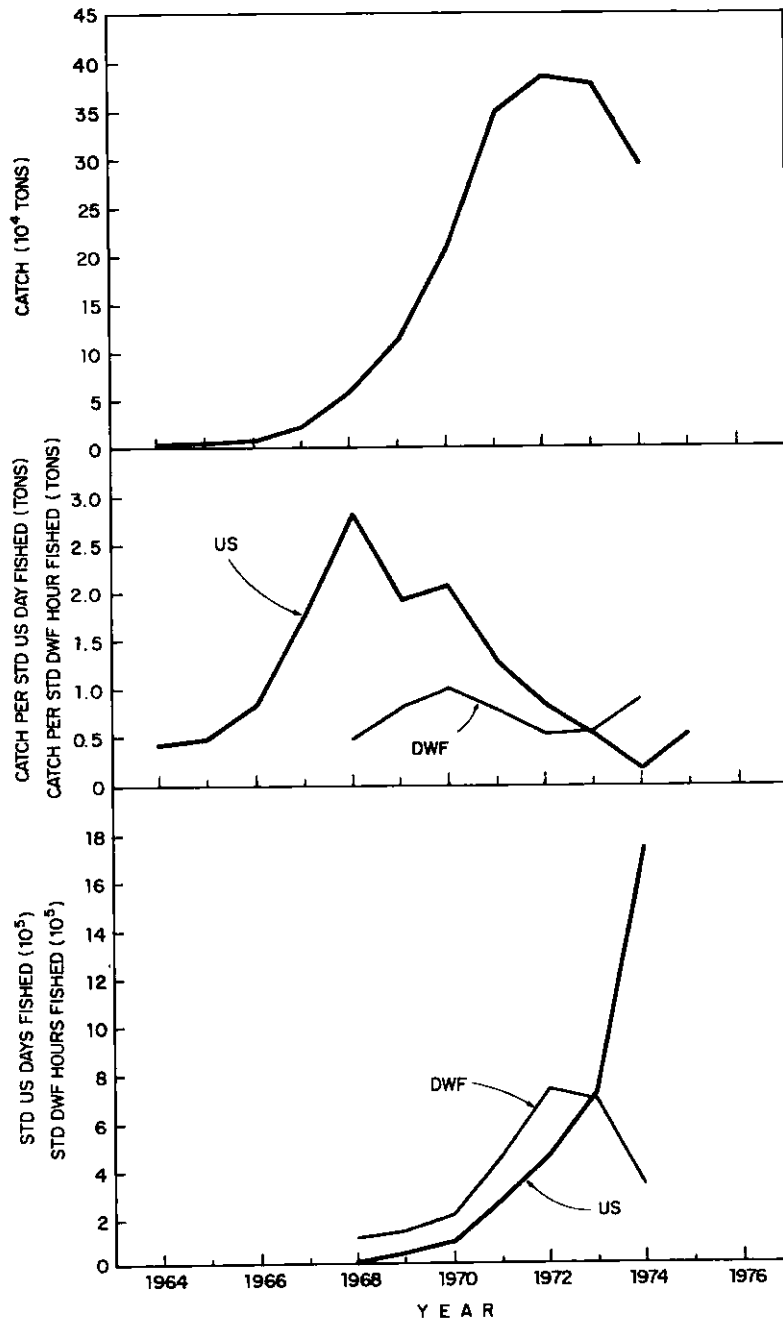 CATCH (10⁴ TONS)
45
40
35
30
25
20
15
10
5
0
CATCH PER STD US DAY FISHED (TONS)
CATCH PER STD DWF HOUR FISHED (TONS)
3.0
2.5
2.0
1.5
1.0
0.5
0
US
DWF
STD US DAYS FISHED (10⁵)
STD DWF HOURS FISHED (10⁵)
18
16
14
12
10
8
6
4
2
0
DWF
US
1964 1966 1968 1970 1972 1974 1976
YEAR